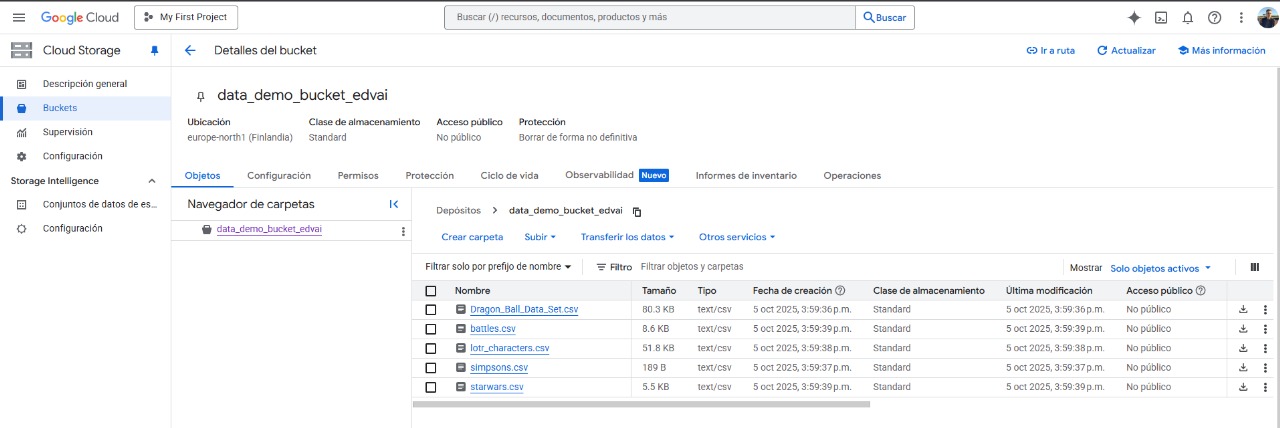 Google Cloud My First Project Buscar (/) recursos, documentos, productos y más Buscar
Cloud Storage
Descripción general
Buckets
Supervisión
Configuración
Storage Intelligence
Conjuntos de datos de es...
Configuración
Detalles del bucket Ir a ruta Actualizar Más información
data_demo_bucket_edvai
Ubicación Clase de almacenamiento Acceso público Protección
europe-north1 (Finlandia) Standard No público Borrar de forma no definitiva
Objetos Configuración Permisos Protección Ciclo de vida Observabilidad Nuevo Informes de inventario Operaciones
Navegador de carpetas
data_demo_bucket_edvai
Depósitos > data_demo_bucket_edvai
Crear carpeta Subir Transferir los datos Otros servicios
Filtrar solo por prefijo de nombre Filtro Filtrar objetos y carpetas Mostrar Solo objetos activos
Nombre Tamaño Tipo Fecha de creación Clase de almacenamiento Última modificación Acceso público
Dragon_Ball_Data_Set.csv 80.3 KB text/csv 5 oct 2025, 3:59:36 p.m. Standard 5 oct 2025, 3:59:36 p.m. No público
battles.csv 8.6 KB text/csv 5 oct 2025, 3:59:39 p.m. Standard 5 oct 2025, 3:59:39 p.m. No público
lotr_characters.csv 51.8 KB text/csv 5 oct 2025, 3:59:38 p.m. Standard 5 oct 2025, 3:59:38 p.m. No público
simpsons.csv 189 B text/csv 5 oct 2025, 3:59:37 p.m. Standard 5 oct 2025, 3:59:37 p.m. No público
starwars.csv 5.5 KB text/csv 5 oct 2025, 3:59:39 p.m. Standard 5 oct 2025, 3:59:39 p.m. No público